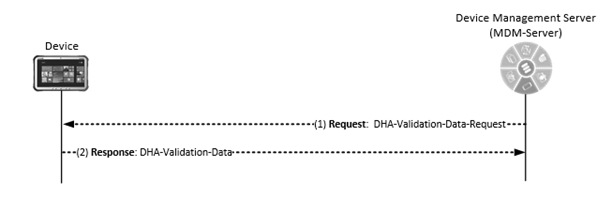 Device Management Server
(MDM-Server)
Device
(1) Request: DHA-Validation-Data-Request
(2) Response: DHA-Validation-Data